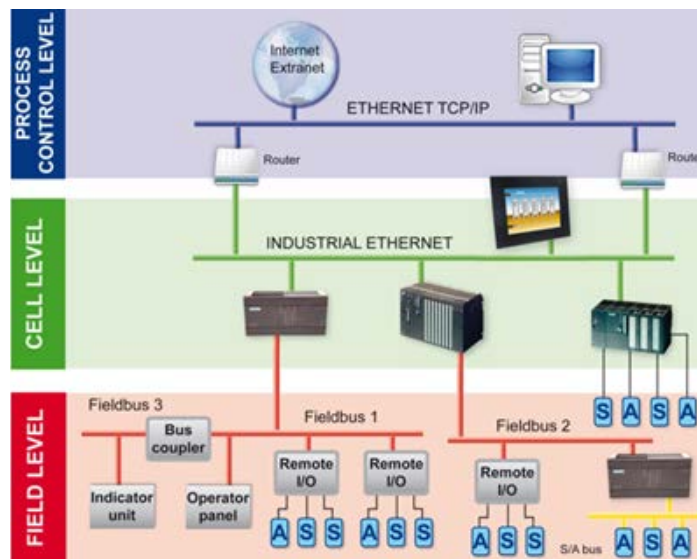 PROCESS
CONTROL LEVEL
Internet
Extranet
ETHERNET TCP/IP
Router
Route
CELL LEVEL
INDUSTRIAL ETHERNET
S A S A
FIELD LEVEL
Fieldbus 3
Bus
coupler
Fieldbus 1
Fieldbus 2
Indicator
unit
Operator
panel
Remote
I/O
Remote
I/O
Remote
I/O
A S S
A S S
A S S
S/A bus
A S A